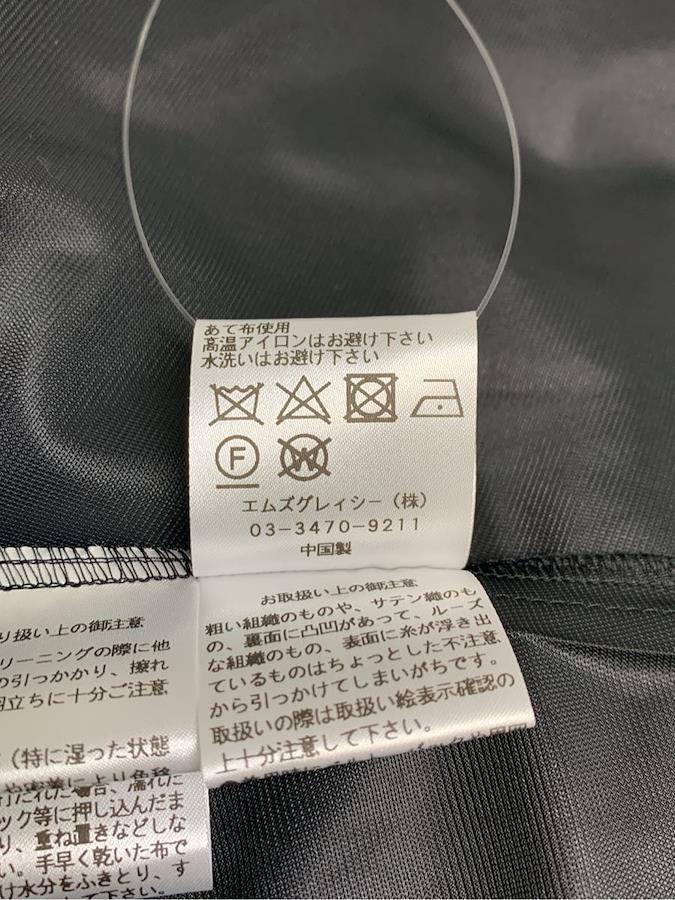 あて布使用
高温アイロンはお避け下さい
水洗いはお避け下さい
F
W
エムズグレィシー（株）
03-3470-9211
中国製
お取扱い上の御注意
粗い組織のものや、サテン織のも
の、裏面に凸凹があって、ルーズ
な組織のもの、表面に糸が浮き出
ているものはちょっとした不注意
から引っかけてしまいがちです。
取扱いの際は取扱い絵表示確認の
上十分注意して下さい。
り扱い上の御注意
リーニングの際に他
の引っかかり、擦れ
羽立ちに十分ご注意
（特に湿った状態
ック等に押し込んだま
り、重ね置きなどしな
い。手早く乾いた布で
け水分をふきとり、す